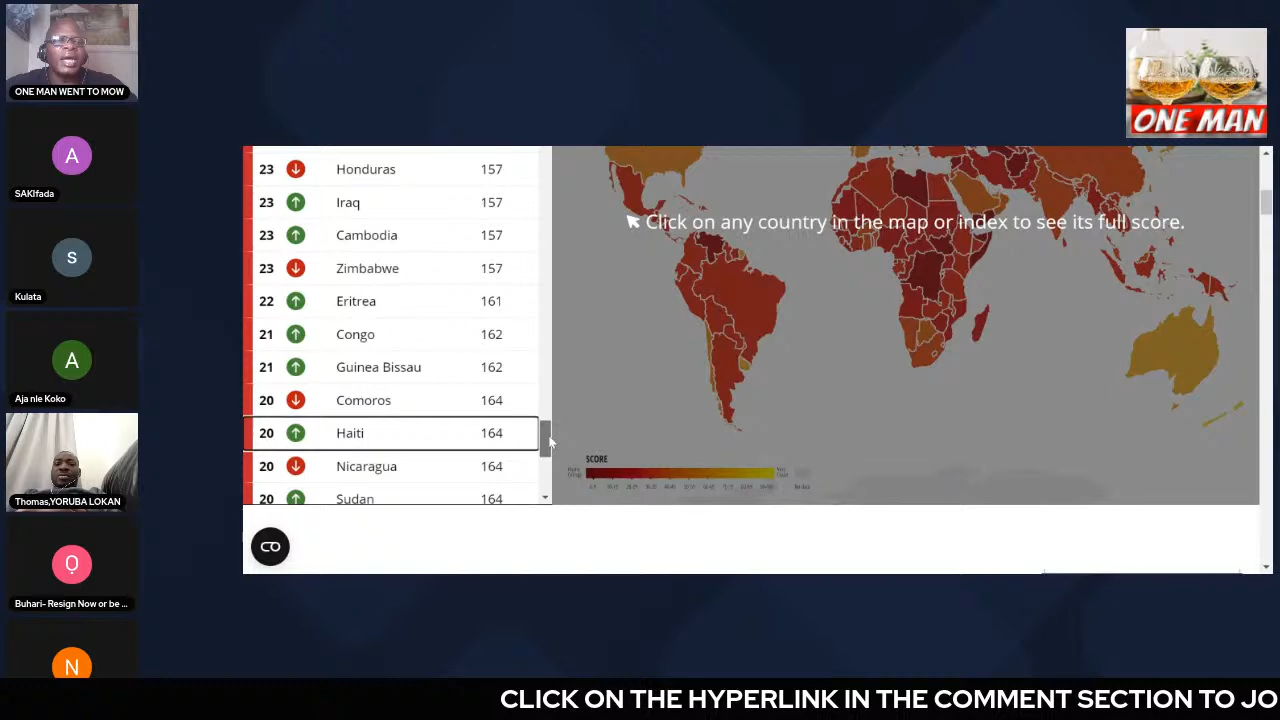 ONE MAN WENT TO MOW
A
SAKIfada
S
Kulata
A
Aja nle Koko
Thomas,YORUBA LOKAN
Ọ
Buhari- Resign Now or be ...
N
ONE MAN
23 Honduras 157
23 Iraq 157
23 Cambodia 157
23 Zimbabwe 157
22 Eritrea 161
21 Congo 162
21 Guinea Bissau 162
20 Comoros 164
20 Haiti 164
20 Nicaragua 164
20 Sudan 164
Click on any country in the map or index to see its full score.
SCORE
CLICK ON THE HYPERLINK IN THE COMMENT SECTION TO JO